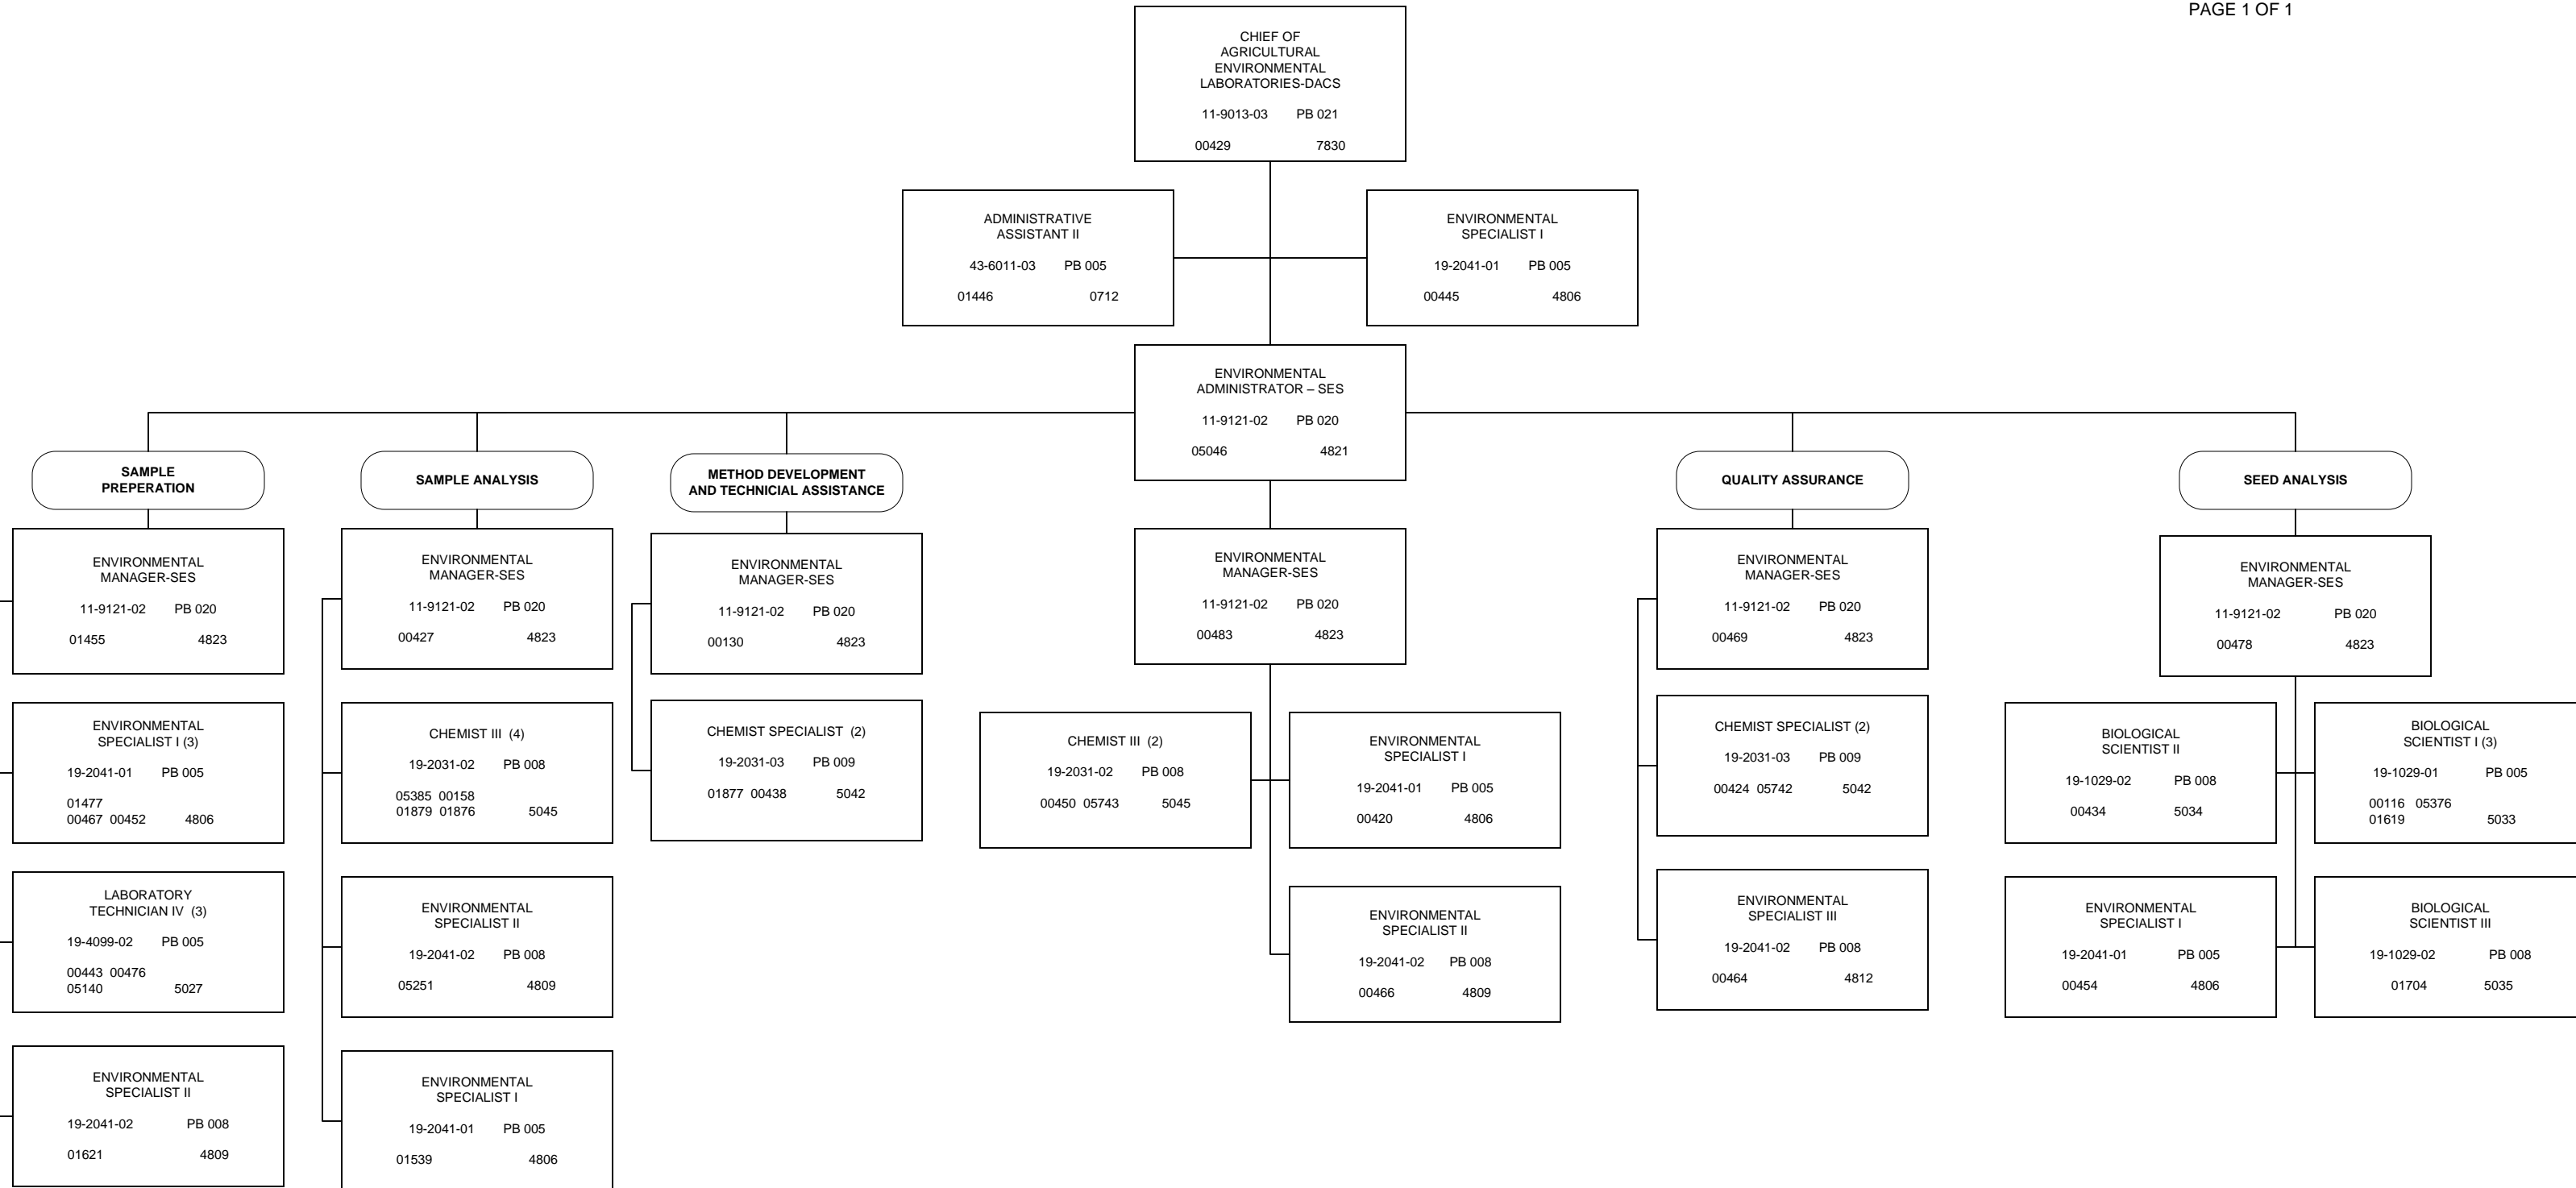 PAGE 1 OF 1
CHIEF OF
AGRICULTURAL
ENVIRONMENTAL
LABORATORIES-DACS
11-9013-03 PB 021
00429 7830
ADMINISTRATIVE
ASSISTANT II
43-6011-03 PB 005
01446 0712
ENVIRONMENTAL
SPECIALIST I
19-2041-01 PB 005
00445 4806
ENVIRONMENTAL
ADMINISTRATOR – SES
11-9121-02 PB 020
05046 4821
SAMPLE
PREPERATION
ENVIRONMENTAL
MANAGER-SES
11-9121-02 PB 020
01455 4823
ENVIRONMENTAL
SPECIALIST I (3)
19-2041-01 PB 005
01477
00467 00452 4806
LABORATORY
TECHNICIAN IV (3)
19-4099-02 PB 005
00443 00476
05140 5027
ENVIRONMENTAL
SPECIALIST II
19-2041-02 PB 008
01621 4809
SAMPLE ANALYSIS
ENVIRONMENTAL
MANAGER-SES
11-9121-02 PB 020
00427 4823
CHEMIST III (4)
19-2031-02 PB 008
05385 00158
01879 01876 5045
ENVIRONMENTAL
SPECIALIST II
19-2041-02 PB 008
05251 4809
ENVIRONMENTAL
SPECIALIST I
19-2041-01 PB 005
01539 4806
METHOD DEVELOPMENT
AND TECHNICIAL ASSISTANCE
ENVIRONMENTAL
MANAGER-SES
11-9121-02 PB 020
00130 4823
CHEMIST SPECIALIST (2)
19-2031-03 PB 009
01877 00438 5042
ENVIRONMENTAL
MANAGER-SES
11-9121-02 PB 020
00483 4823
CHEMIST III (2)
19-2031-02 PB 008
00450 05743 5045
ENVIRONMENTAL
SPECIALIST I
19-2041-01 PB 005
00420 4806
ENVIRONMENTAL
SPECIALIST II
19-2041-02 PB 008
00466 4809
QUALITY ASSURANCE
ENVIRONMENTAL
MANAGER-SES
11-9121-02 PB 020
00469 4823
CHEMIST SPECIALIST (2)
19-2031-03 PB 009
00424 05742 5042
ENVIRONMENTAL
SPECIALIST III
19-2041-02 PB 008
00464 4812
SEED ANALYSIS
ENVIRONMENTAL
MANAGER-SES
11-9121-02 PB 020
00478 4823
BIOLOGICAL
SCIENTIST II
19-1029-02 PB 008
00434 5034
BIOLOGICAL
SCIENTIST I (3)
19-1029-01 PB 005
00116 05376
01619 5033
ENVIRONMENTAL
SPECIALIST I
19-2041-01 PB 005
00454 4806
BIOLOGICAL
SCIENTIST III
19-1029-02 PB 008
01704 5035